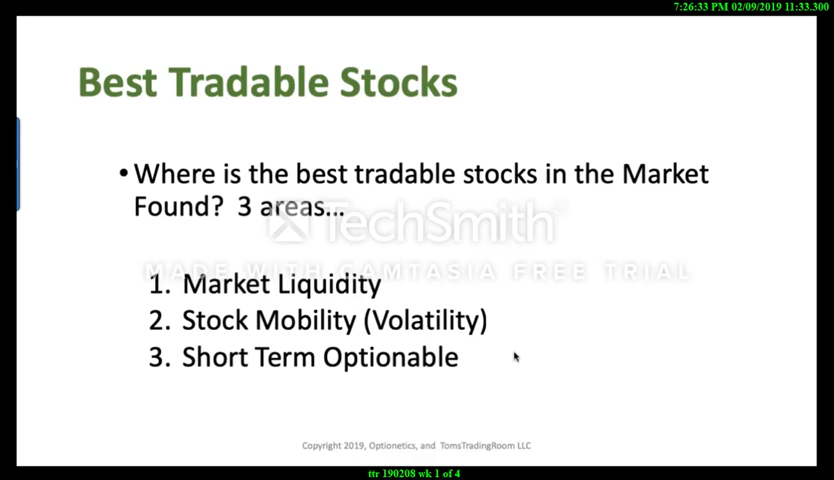 7:26:33 PM 02/09/2019 11:33.300
Best Tradable Stocks
• Where is the best tradable stocks in the Market
Found? 3 areas...
TechSmith®
MADE WITH CAMTASIA FREE TRIAL
1. Market Liquidity
2. Stock Mobility (Volatility)
3. Short Term Optionable
Copyright 2019, Optionetics, and TomsTradingRoom LLC
ttr 190208 wk 1 of 4